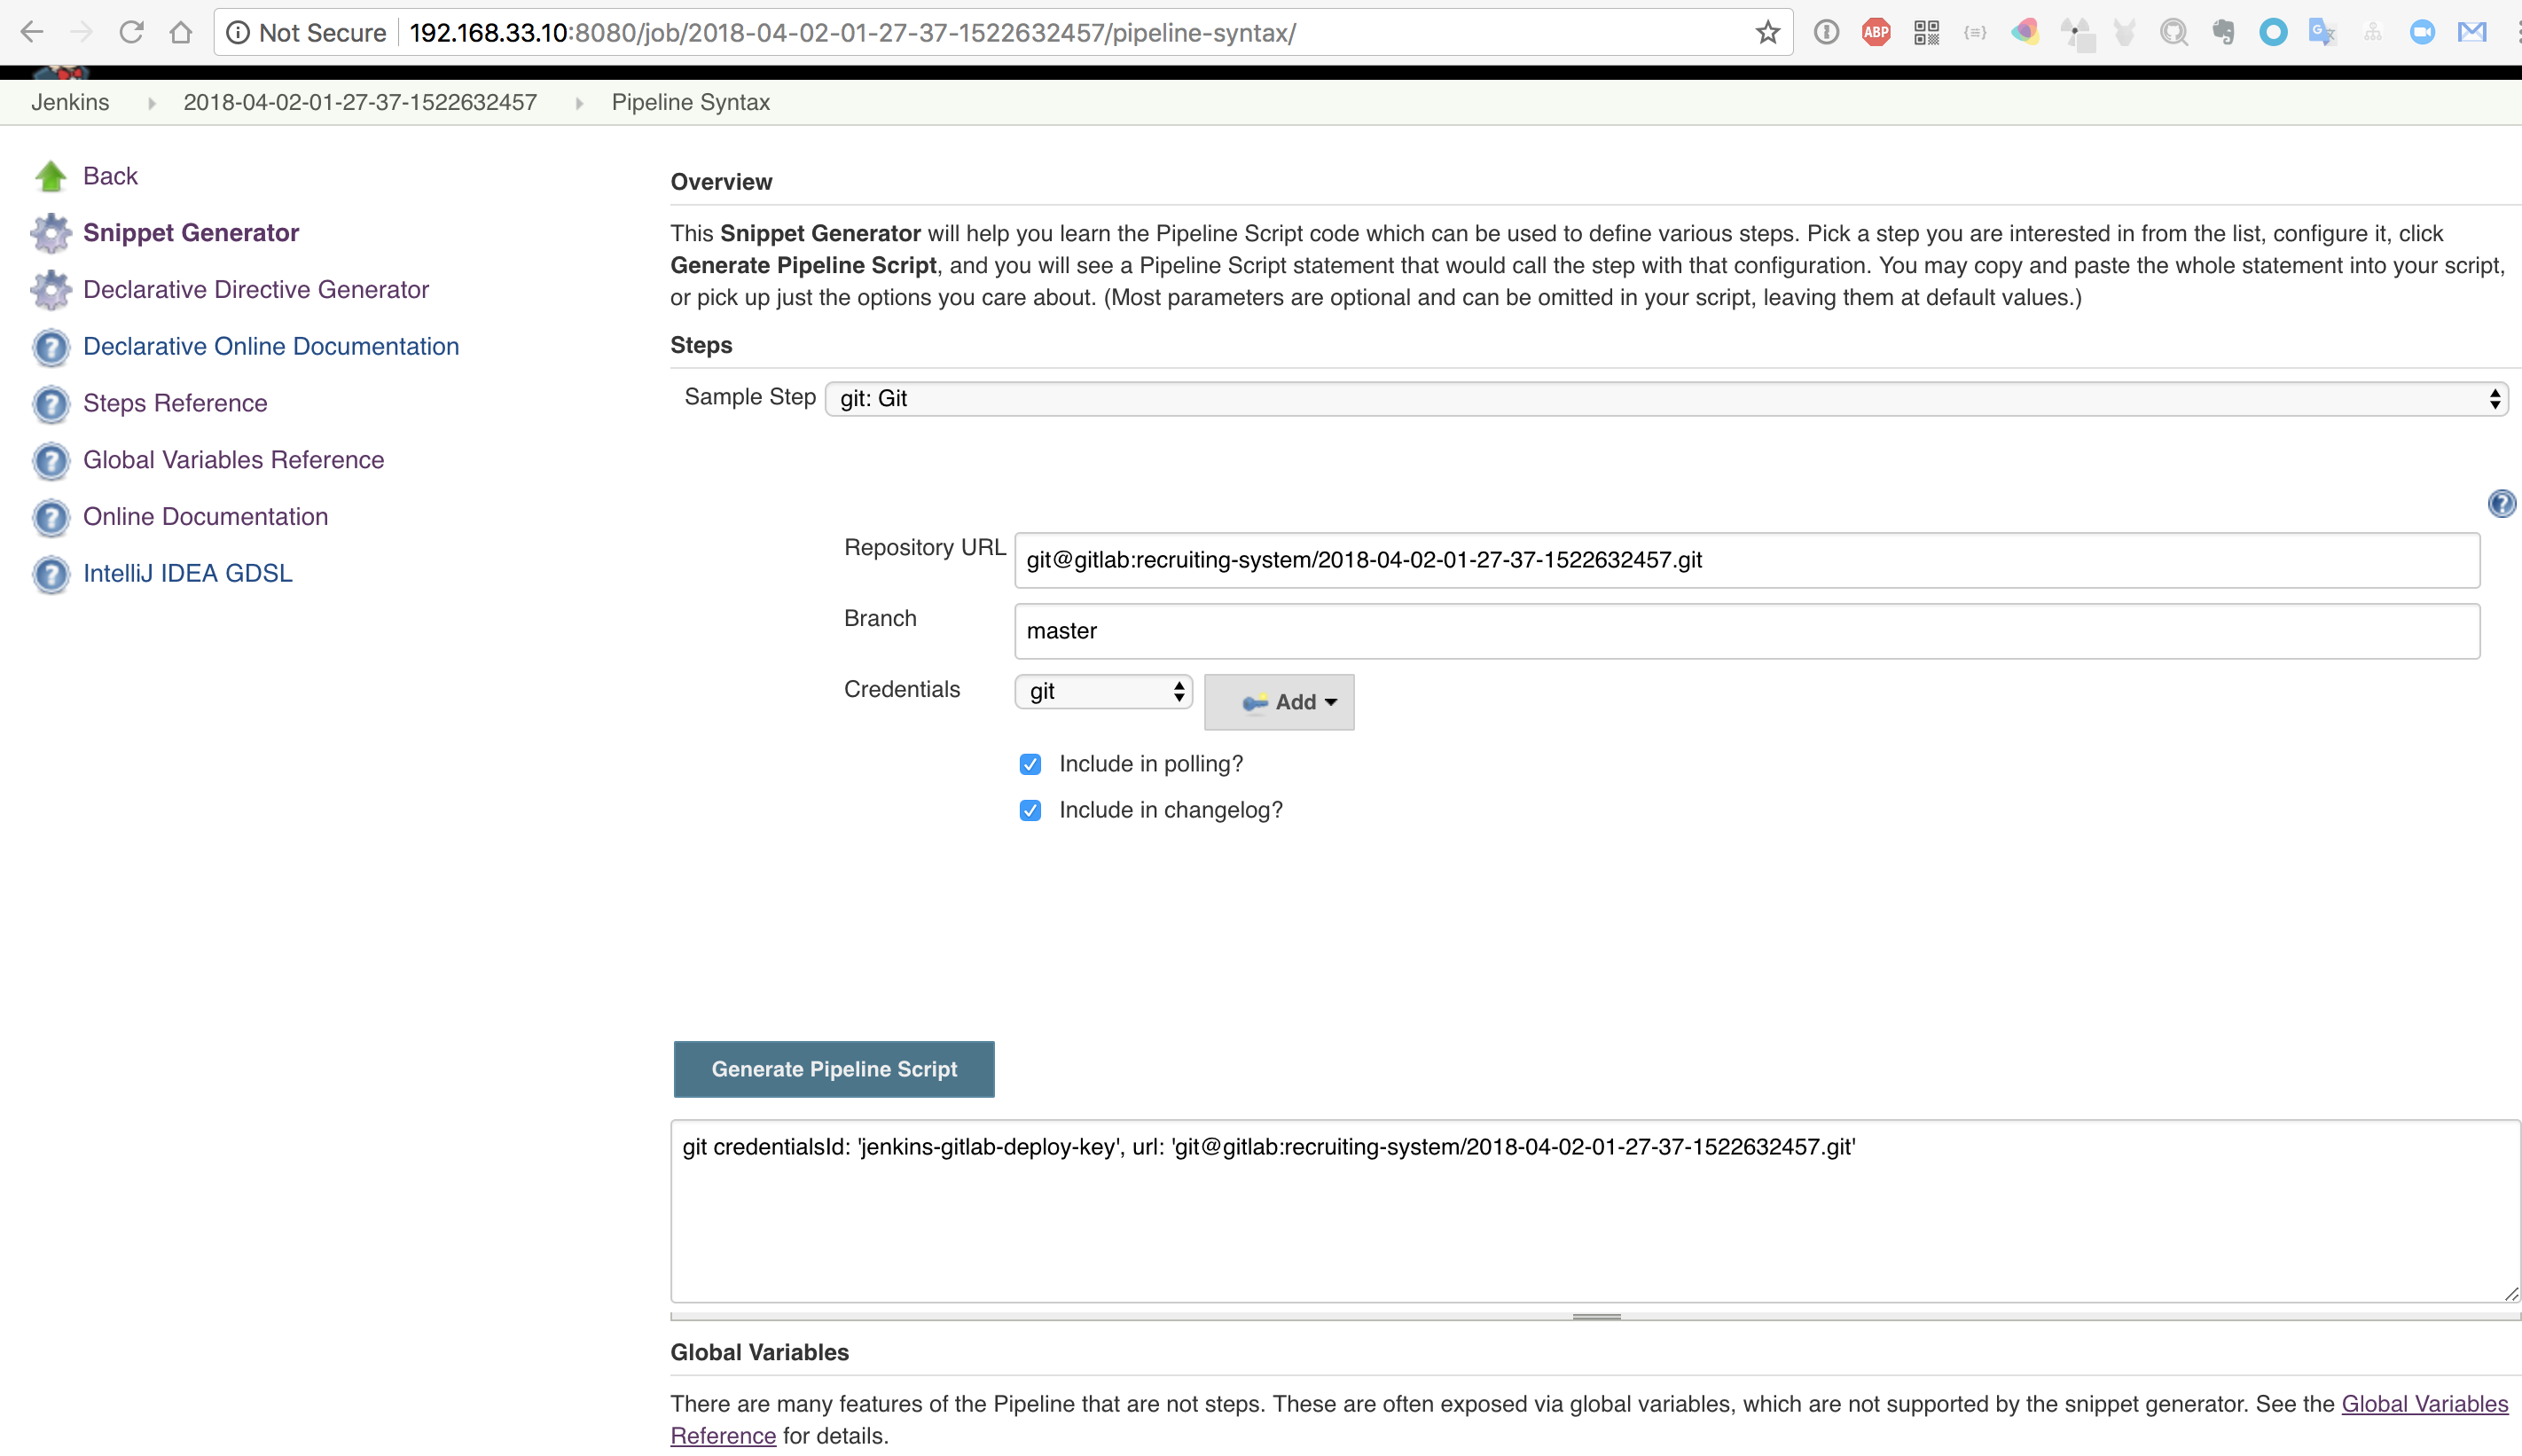 Not Secure 192.168.33.10:8080/job/2018-04-02-01-27-37-1522632457/pipeline-syntax/
ABP
Jenkins 2018-04-02-01-27-37-1522632457 Pipeline Syntax
Back
Snippet Generator
Declarative Directive Generator
Declarative Online Documentation
Steps Reference
Global Variables Reference
Online Documentation
IntelliJ IDEA GDSL
Overview
This Snippet Generator will help you learn the Pipeline Script code which can be used to define various steps. Pick a step you are interested in from the list, configure it, click
Generate Pipeline Script, and you will see a Pipeline Script statement that would call the step with that configuration. You may copy and paste the whole statement into your script,
or pick up just the options you care about. (Most parameters are optional and can be omitted in your script, leaving them at default values.)
Steps
Sample Step git: Git
Repository URL git@gitlab:recruiting-system/2018-04-02-01-27-37-1522632457.git
Branch master
Credentials git Add
Include in polling?
Include in changelog?
Generate Pipeline Script
git credentialsId: 'jenkins-gitlab-deploy-key', url: 'git@gitlab:recruiting-system/2018-04-02-01-27-37-1522632457.git'
Global Variables
There are many features of the Pipeline that are not steps. These are often exposed via global variables, which are not supported by the snippet generator. See the Global Variables
Reference for details.